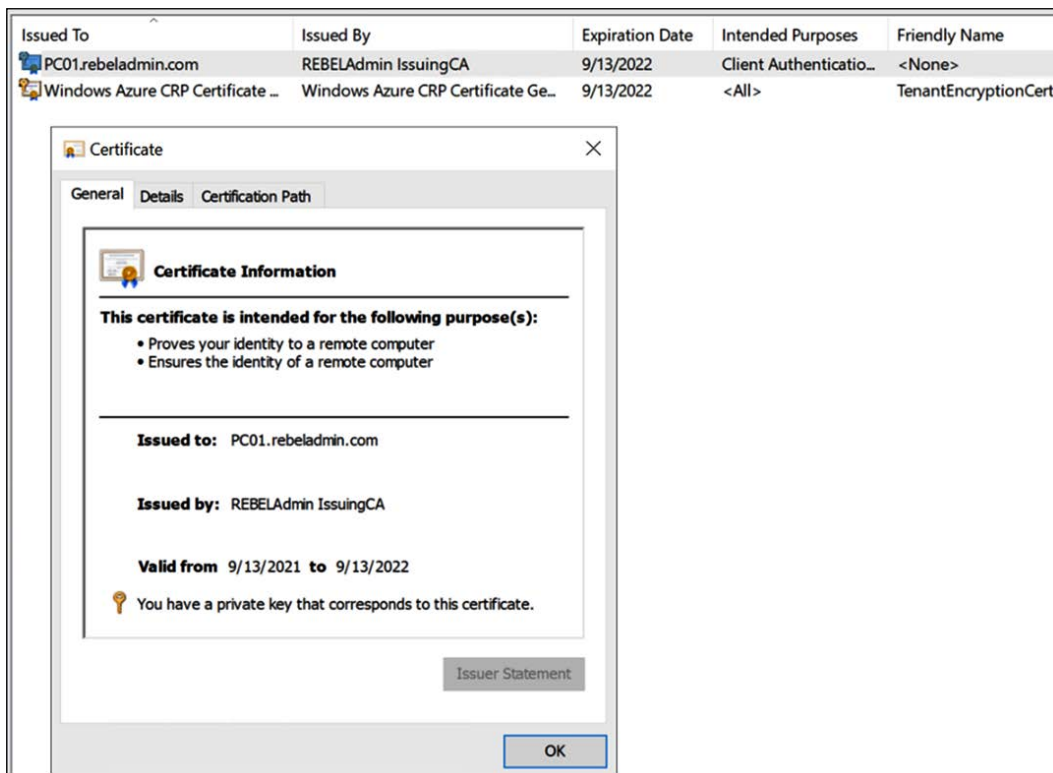 Issued To Issued By Expiration Date Intended Purposes Friendly Name
PC01.rebeladmin.com REBELAdmin IssuingCA 9/13/2022 Client Authenticatio... <None>
Windows Azure CRP Certificate ... Windows Azure CRP Certificate Ge... 9/13/2022 <All> TenantEncryptionCert
Certificate
General Details Certification Path
Certificate Information
This certificate is intended for the following purpose(s):
• Proves your identity to a remote computer
• Ensures the identity of a remote computer
Issued to: PC01.rebeladmin.com
Issued by: REBELAdmin IssuingCA
Valid from 9/13/2021 to 9/13/2022
You have a private key that corresponds to this certificate.
Issuer Statement
OK